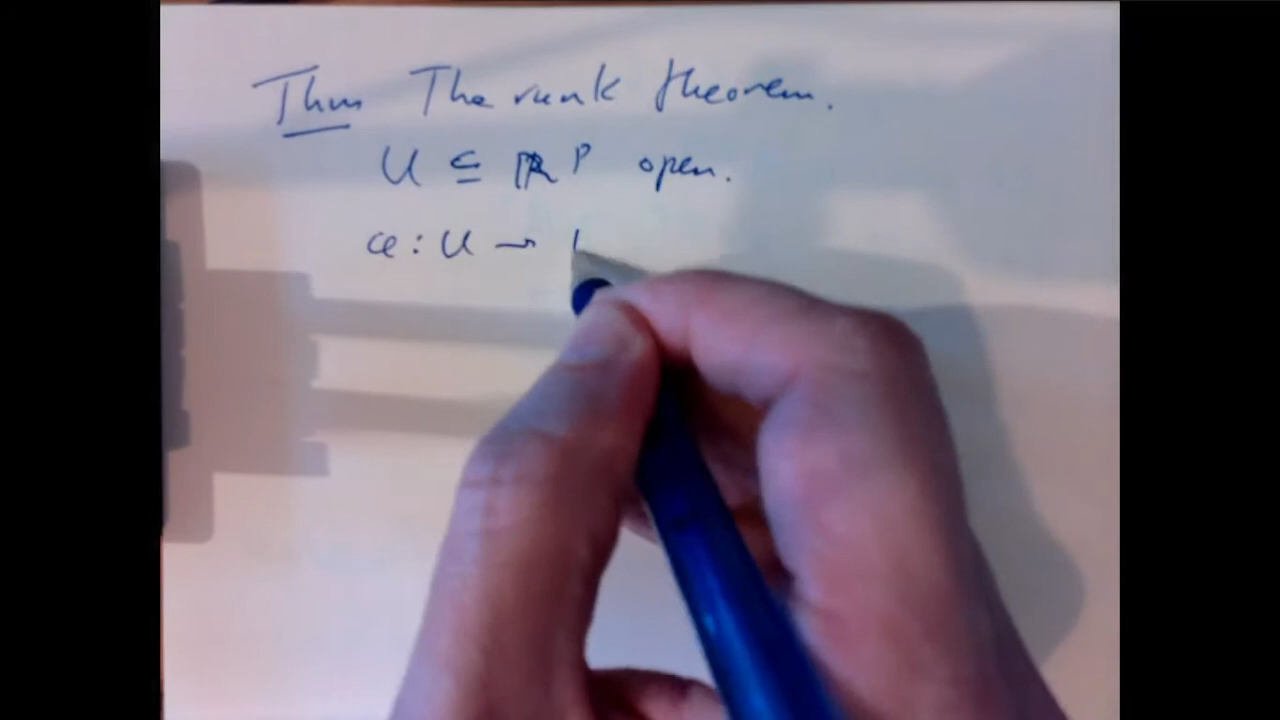 Thm The rank theorem.
U ⊆ ℝ^p open.
φ : U →